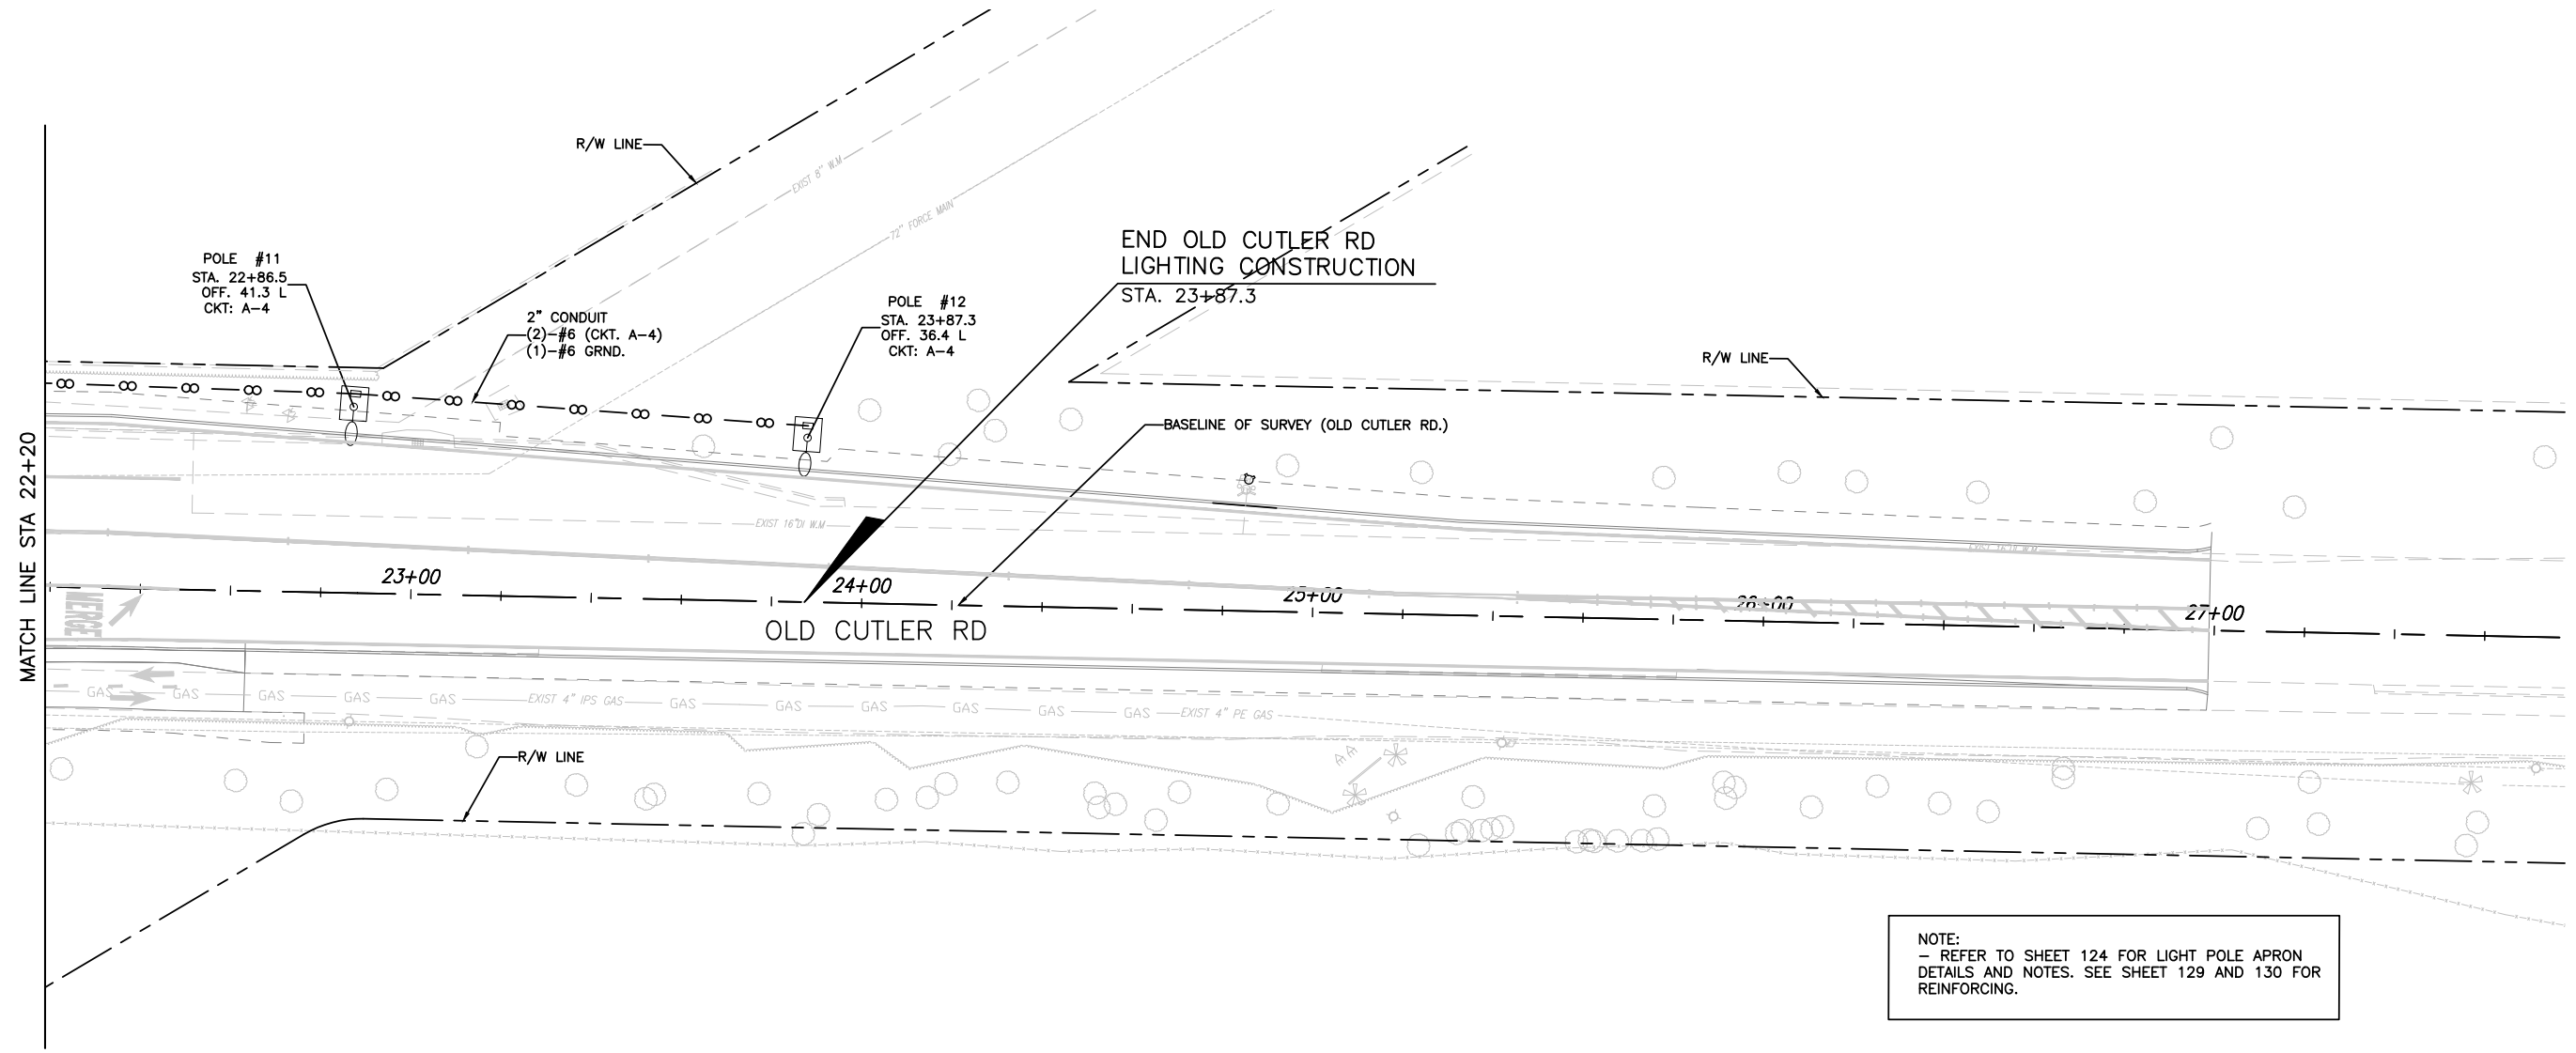 R/W LINE
EXIST 8" W.M
72" FORCE MAIN
END OLD CUTLER RD
LIGHTING CONSTRUCTION
STA. 23+87.3
POLE #11
STA. 22+86.5
OFF. 41.3 L
CKT: A-4
2" CONDUIT
(2)-#6 (CKT. A-4)
(1)-#6 GRND.
POLE #12
STA. 23+87.3
OFF. 36.4 L
CKT: A-4
R/W LINE
BASELINE OF SURVEY (OLD CUTLER RD.)
MATCH LINE STA 22+20
EXIST 16"DI W.M
EXIST 16"DI W.M
23+00
24+00
25+00
26+00
27+00
MERGE
OLD CUTLER RD
GAS GAS GAS GAS GAS EXIST 4" IPS GAS GAS GAS GAS GAS GAS GAS EXIST 4" PE GAS
R/W LINE
NOTE:
- REFER TO SHEET 124 FOR LIGHT POLE APRON
DETAILS AND NOTES. SEE SHEET 129 AND 130 FOR
REINFORCING.